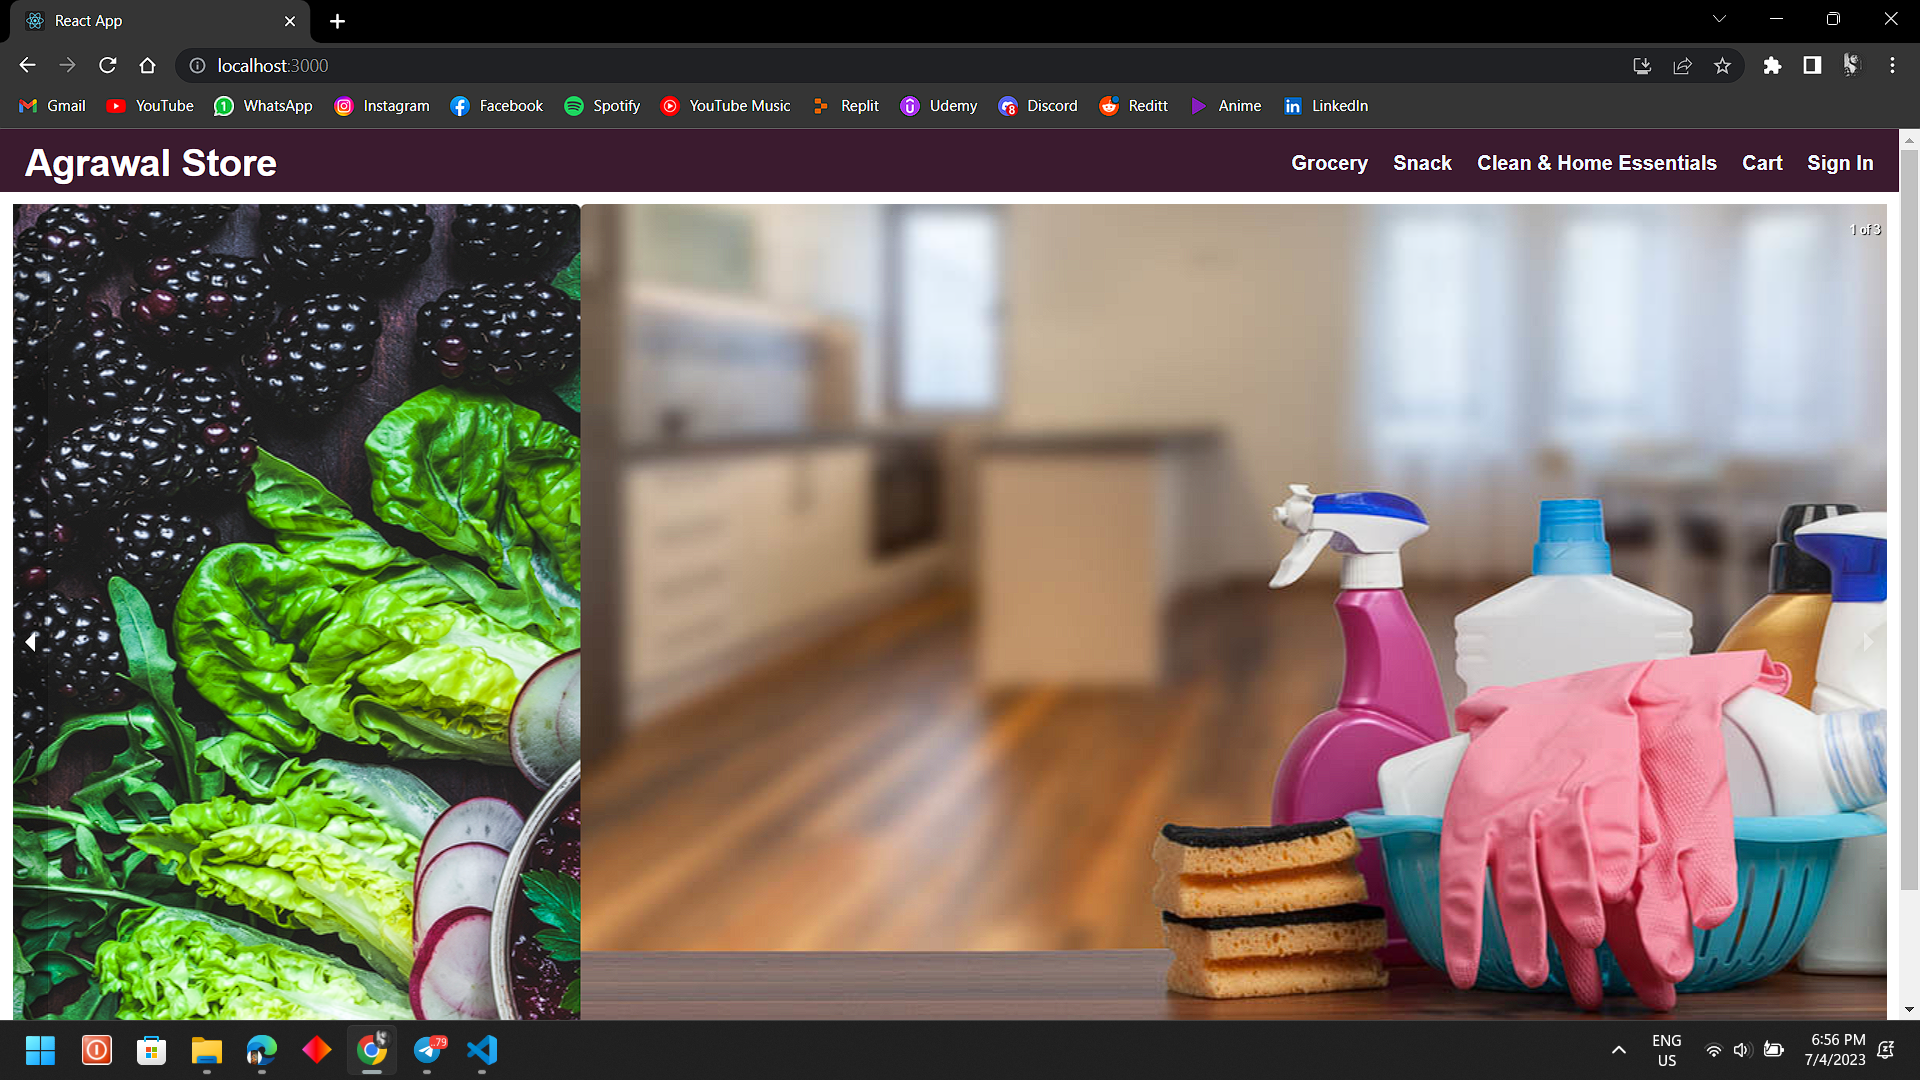 React App
localhost:3000
Gmail YouTube WhatsApp Instagram Facebook Spotify YouTube Music Replit Udemy Discord Reditt Anime LinkedIn
Agrawal Store
Grocery Snack Clean & Home Essentials Cart Sign In
1 of 3
79
ENG
US
6:56 PM
7/4/2023